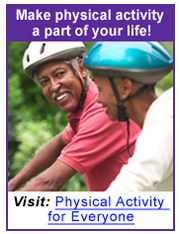 Make physical activity
a part of your life!
Visit: Physical Activity
for Everyone